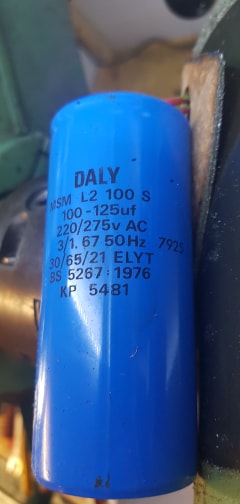 DALY
MSM L2 100 S
100-125uf
220/275v AC
3/1.67 50Hz 7925
30/65/21 ELYT
BS 5267:1976
KP 5481